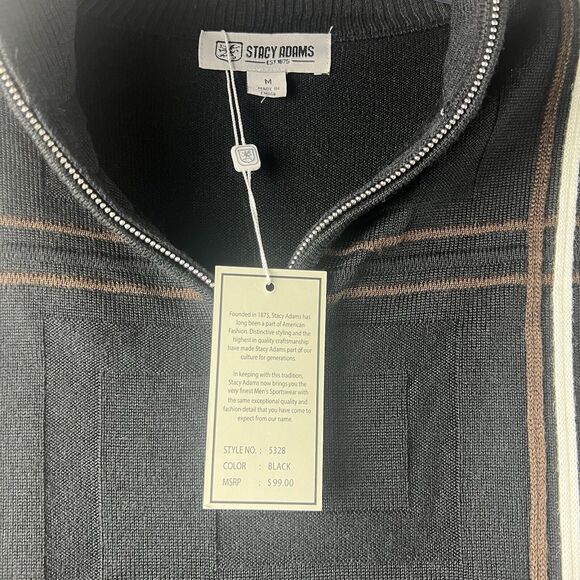 STACY ADAMS
EST. 1875
M
MADE IN
CHINA
Founded in 1875, Stacy Adams has
long been a part of American
Fashion. Distinctive styling and the
highest in quality craftsmanship
have made Stacy Adams part of our
culture for generations.
In keeping with this tradition,
Stacy Adams now brings you the
very finest Men's Sportswear with
the same exceptional quality and
fashion detail that you have come to
expect from our name.
STYLE NO. : 5328
COLOR : BLACK
MSRP : $99.00